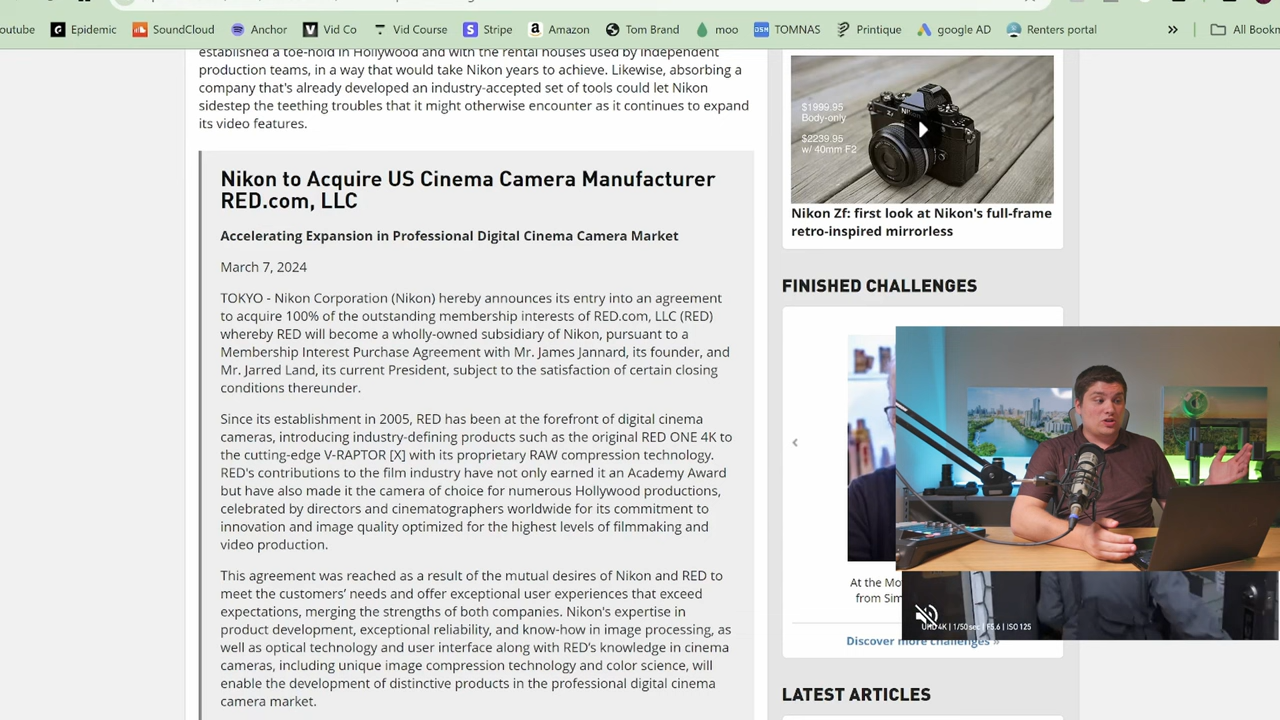 outube
Epidemic
SoundCloud
Anchor
Vid Co
Vid Course
Stripe
Amazon
Tom Brand
moo
TOMNAS
Printique
google AD
Renters portal
»
All Book
established a toe-hold in Hollywood and with the rental houses used by independent
production teams, in a way that would take Nikon years to achieve. Likewise, absorbing a
company that's already developed an industry-accepted set of tools could let Nikon
sidestep the teething troubles that it might otherwise encounter as it continues to expand
its video features.
Nikon to Acquire US Cinema Camera Manufacturer
RED.com, LLC
Accelerating Expansion in Professional Digital Cinema Camera Market
March 7, 2024
TOKYO - Nikon Corporation (Nikon) hereby announces its entry into an agreement
to acquire 100% of the outstanding membership interests of RED.com, LLC (RED)
whereby RED will become a wholly-owned subsidiary of Nikon, pursuant to a
Membership Interest Purchase Agreement with Mr. James Jannard, its founder, and
Mr. Jarred Land, its current President, subject to the satisfaction of certain closing
conditions thereunder.
Since its establishment in 2005, RED has been at the forefront of digital cinema
cameras, introducing industry-defining products such as the original RED ONE 4K to
the cutting-edge V-RAPTOR [X] with its proprietary RAW compression technology.
RED's contributions to the film industry have not only earned it an Academy Award
but have also made it the camera of choice for numerous Hollywood productions,
celebrated by directors and cinematographers worldwide for its commitment to
innovation and image quality optimized for the highest levels of filmmaking and
video production.
This agreement was reached as a result of the mutual desires of Nikon and RED to
meet the customers' needs and offer exceptional user experiences that exceed
expectations, merging the strengths of both companies. Nikon's expertise in
product development, exceptional reliability, and know-how in image processing, as
well as optical technology and user interface along with RED's knowledge in cinema
cameras, including unique image compression technology and color science, will
enable the development of distinctive products in the professional digital cinema
camera market.
$1999.95
Body-only
$2239.95
w/ 40mm F2
Nikon
Zf
Nikon Zf: first look at Nikon's full-frame
retro-inspired mirrorless
FINISHED CHALLENGES
At the Mo
from Sim
UHD 4K | 1/50 sec | F5.6 | ISO 125
Discover more challenges »
LATEST ARTICLES